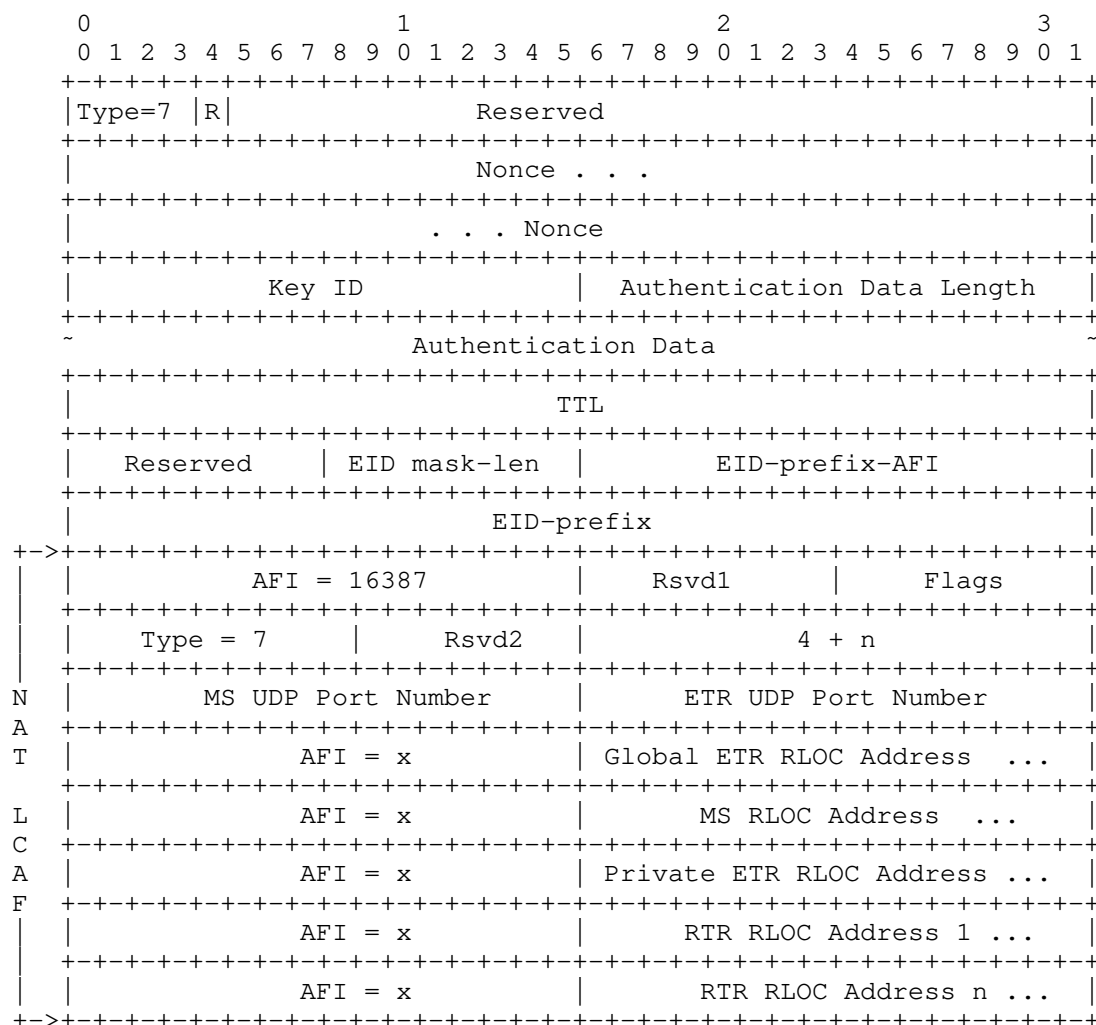 0                   1                   2                   3
 0 1 2 3 4 5 6 7 8 9 0 1 2 3 4 5 6 7 8 9 0 1 2 3 4 5 6 7 8 9 0 1
    +-+-+-+-+-+-+-+-+-+-+-+-+-+-+-+-+-+-+-+-+-+-+-+-+-+-+-+-+-+-+-+-+
    |Type=7 |R|               Reserved                              |
    +-+-+-+-+-+-+-+-+-+-+-+-+-+-+-+-+-+-+-+-+-+-+-+-+-+-+-+-+-+-+-+-+
    |                         Nonce . . .                           |
    +-+-+-+-+-+-+-+-+-+-+-+-+-+-+-+-+-+-+-+-+-+-+-+-+-+-+-+-+-+-+-+-+
    |                      . . . Nonce                              |
    +-+-+-+-+-+-+-+-+-+-+-+-+-+-+-+-+-+-+-+-+-+-+-+-+-+-+-+-+-+-+-+-+
    |            Key ID             |  Authentication Data Length   |
    +-+-+-+-+-+-+-+-+-+-+-+-+-+-+-+-+-+-+-+-+-+-+-+-+-+-+-+-+-+-+-+-+
    ~                     Authentication Data                       ~
    +-+-+-+-+-+-+-+-+-+-+-+-+-+-+-+-+-+-+-+-+-+-+-+-+-+-+-+-+-+-+-+-+
    |                              TTL                              |
    +-+-+-+-+-+-+-+-+-+-+-+-+-+-+-+-+-+-+-+-+-+-+-+-+-+-+-+-+-+-+-+-+
    |   Reserved    | EID mask-len  |        EID-prefix-AFI         |
    +-+-+-+-+-+-+-+-+-+-+-+-+-+-+-+-+-+-+-+-+-+-+-+-+-+-+-+-+-+-+-+-+
    |                          EID-prefix                           |
 +->+-+-+-+-+-+-+-+-+-+-+-+-+-+-+-+-+-+-+-+-+-+-+-+-+-+-+-+-+-+-+-+-+
 |  |           AFI = 16387         |    Rsvd1      |     Flags     |
 |  +-+-+-+-+-+-+-+-+-+-+-+-+-+-+-+-+-+-+-+-+-+-+-+-+-+-+-+-+-+-+-+-+
 |  |    Type = 7     |     Rsvd2   |             4 + n             |
 |  +-+-+-+-+-+-+-+-+-+-+-+-+-+-+-+-+-+-+-+-+-+-+-+-+-+-+-+-+-+-+-+-+
 N  |        MS UDP Port Number     |      ETR UDP Port Number      |
 A  +-+-+-+-+-+-+-+-+-+-+-+-+-+-+-+-+-+-+-+-+-+-+-+-+-+-+-+-+-+-+-+-+
 T  |              AFI = x          | Global ETR RLOC Address  ...  |
    +-+-+-+-+-+-+-+-+-+-+-+-+-+-+-+-+-+-+-+-+-+-+-+-+-+-+-+-+-+-+-+-+
 L  |              AFI = x          |       MS RLOC Address  ...    |
 C  +-+-+-+-+-+-+-+-+-+-+-+-+-+-+-+-+-+-+-+-+-+-+-+-+-+-+-+-+-+-+-+-+
 A  |              AFI = x          | Private ETR RLOC Address ...  |
 F  +-+-+-+-+-+-+-+-+-+-+-+-+-+-+-+-+-+-+-+-+-+-+-+-+-+-+-+-+-+-+-+-+
 |  |              AFI = x          |      RTR RLOC Address 1 ...   |
 |  +-+-+-+-+-+-+-+-+-+-+-+-+-+-+-+-+-+-+-+-+-+-+-+-+-+-+-+-+-+-+-+-+
 |  |              AFI = x          |       RTR RLOC Address n ...  |
 +->+-+-+-+-+-+-+-+-+-+-+-+-+-+-+-+-+-+-+-+-+-+-+-+-+-+-+-+-+-+-+-+-+